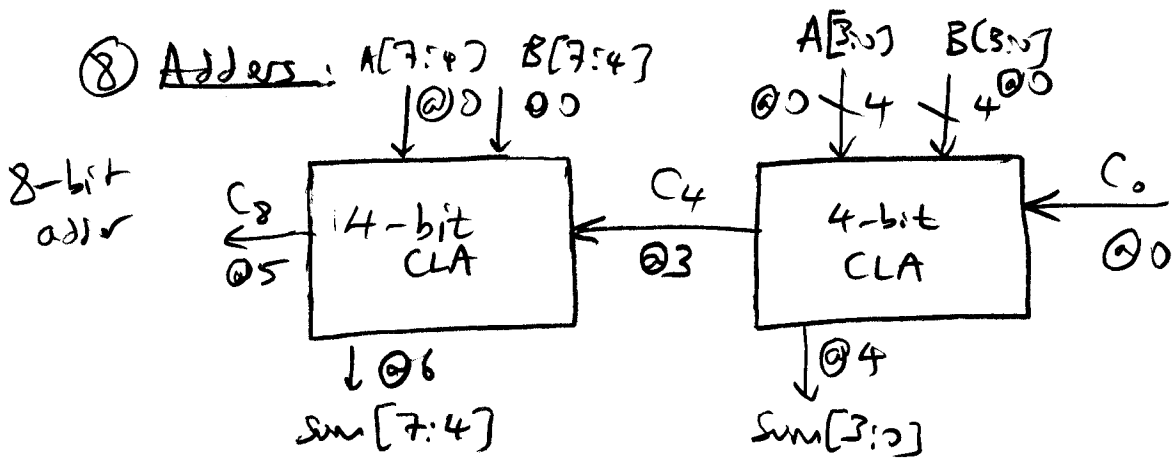 ⑧ Adders: A[7:4] B[7:4] A[3:0] B[3:0]
@0 @0 @0 4 4 @0
8-bit adder
C8 4-bit CLA C4 4-bit CLA C0
@5 @3 @0
@6 @4
Sum[7:4] Sum[3:0]